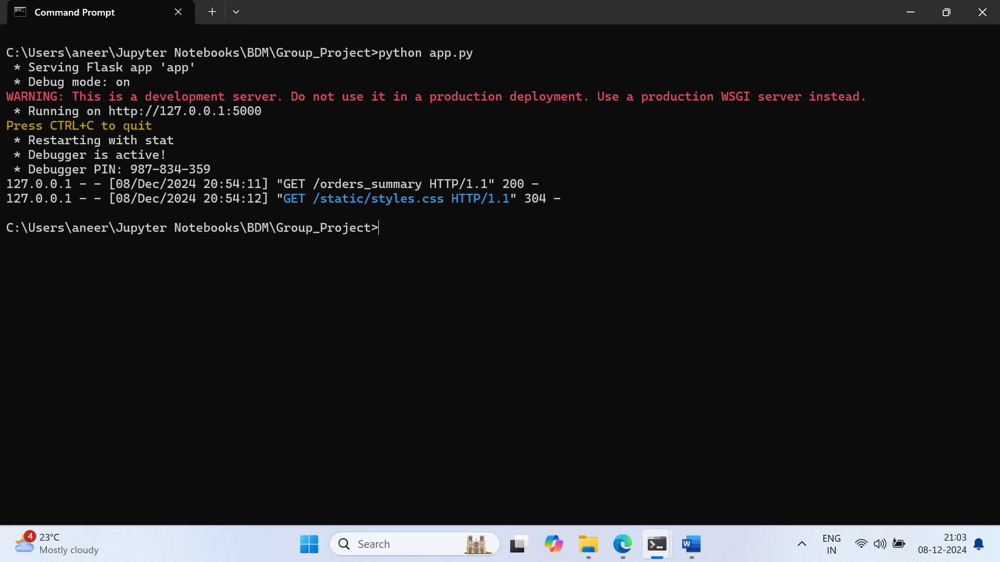 Command Prompt
C:\Users\aneer\Jupyter Notebooks\BDM\Group_Project>python app.py
* Serving Flask app 'app'
* Debug mode: on
WARNING: This is a development server. Do not use it in a production deployment. Use a production WSGI server instead.
* Running on http://127.0.0.1:5000
Press CTRL+C to quit
* Restarting with stat
* Debugger is active!
* Debugger PIN: 987-834-359
127.0.0.1 - - [08/Dec/2024 20:54:11] "GET /orders_summary HTTP/1.1" 200 -
127.0.0.1 - - [08/Dec/2024 20:54:12] "GET /static/styles.css HTTP/1.1" 304 -
C:\Users\aneer\Jupyter Notebooks\BDM\Group_Project>
4
23°C
Mostly cloudy
Search
W
ENG
IN
21:03
08-12-2024